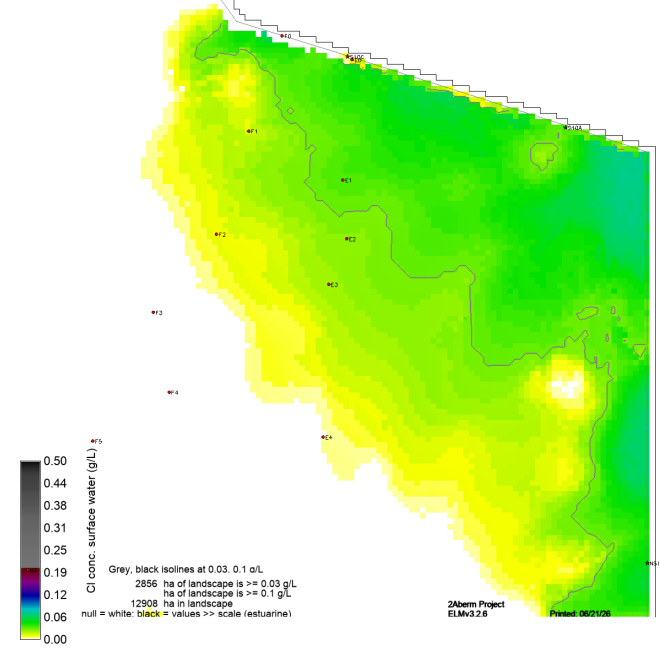 F0
S10C
E0
S10A
F1
E1
F2
E2
E3
F3
F4
E4
F5
NS1
Cl conc. surface water (g/L)
0.50
0.44
0.38
0.31
0.25
0.19
0.12
0.06
0.00
Grey, black isolines at 0.03, 0.1 g/L
2856 ha of landscape is >= 0.03 g/L
ha of landscape is >= 0.1 g/L
12908 ha in landscape
null = white; black = values >> scale (estuarine)
2Aberm Project
ELMv3.2.6
Printed: 06/21/26